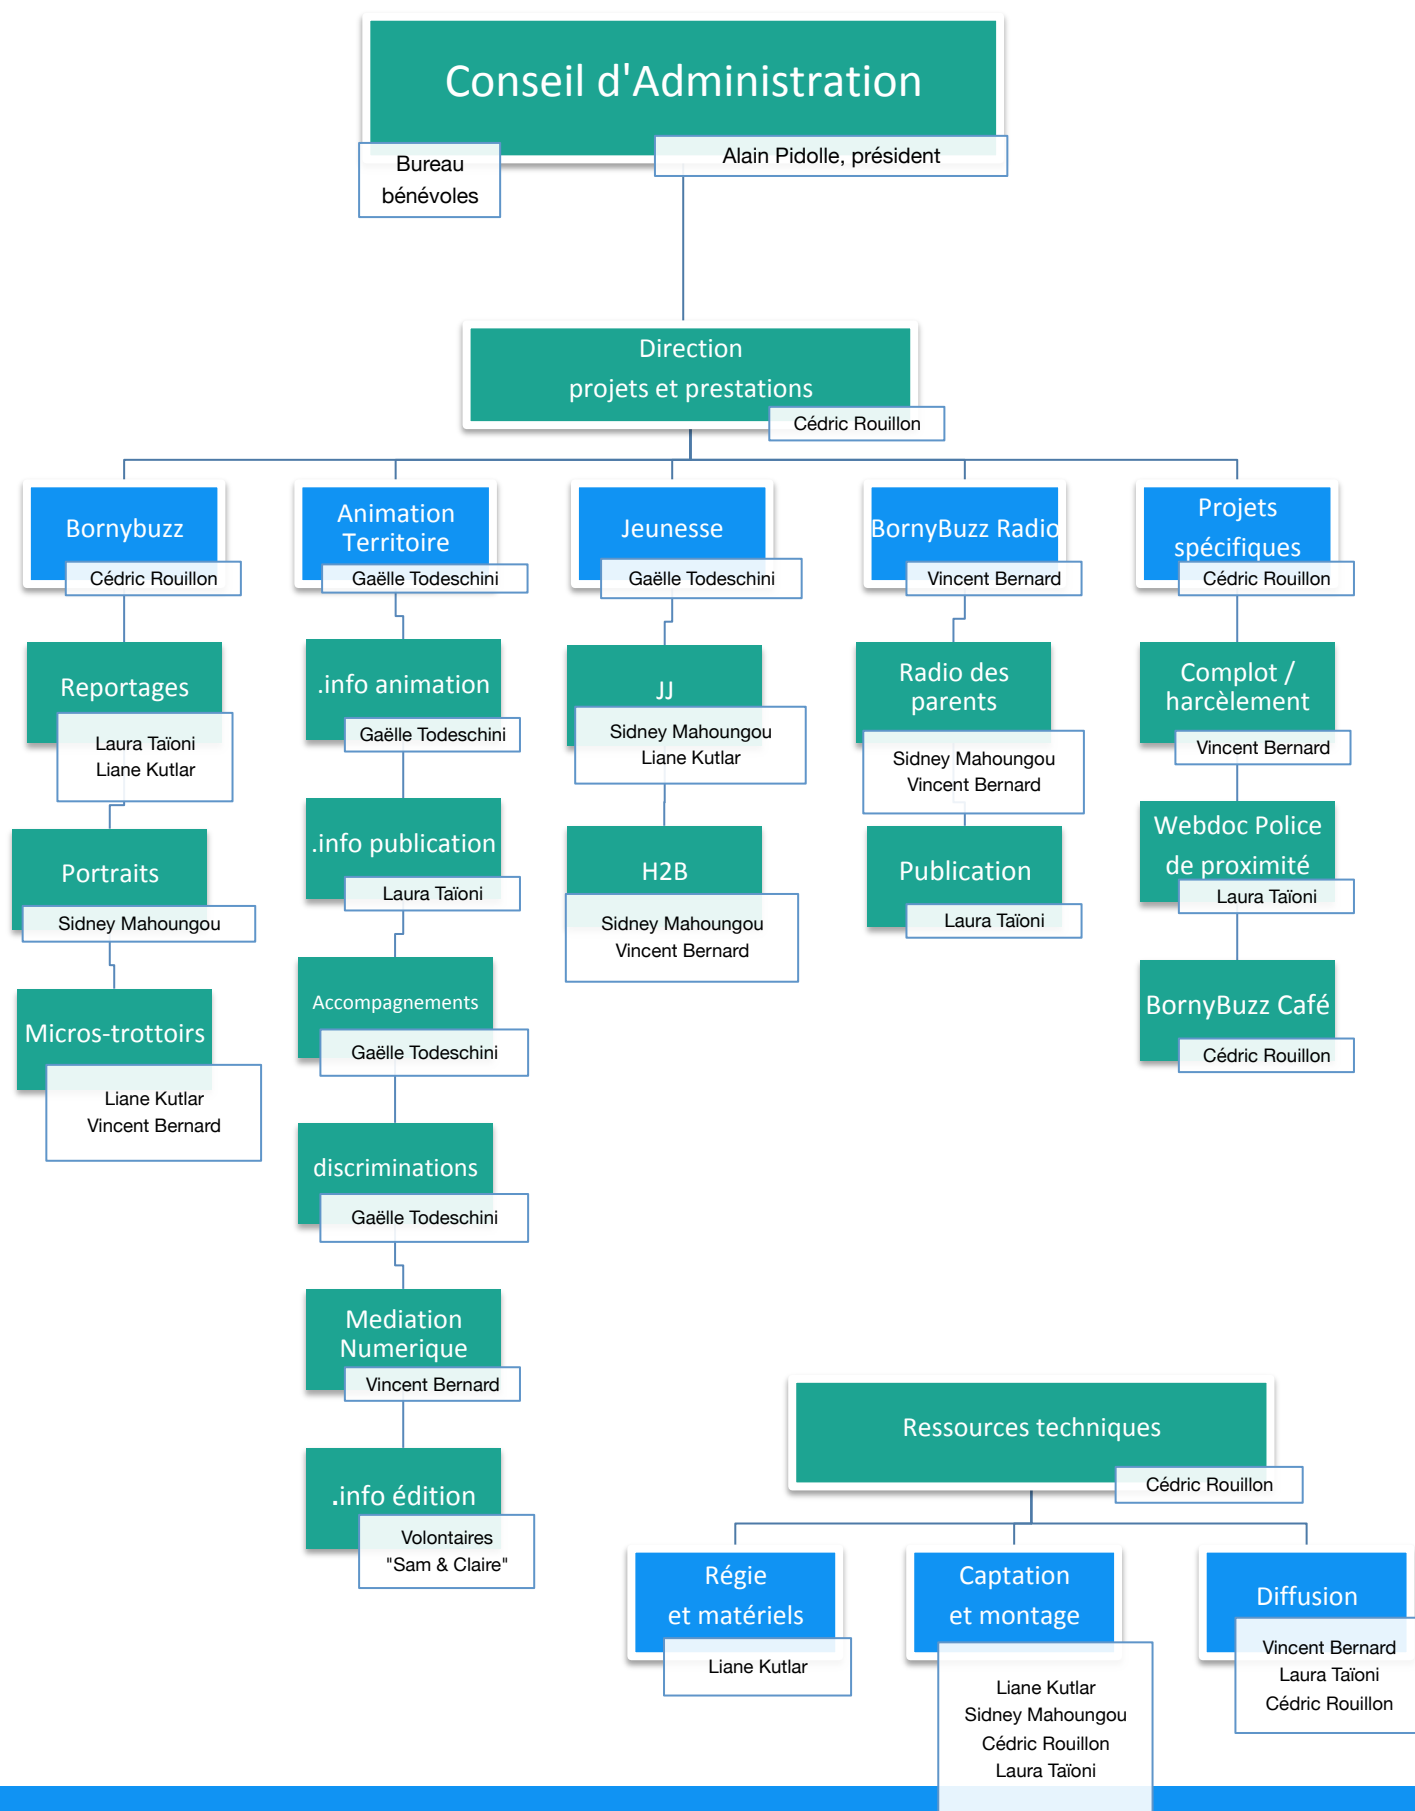 Conseil d'Administration
Alain Pidolle, président
Bureau
bénévoles
Direction
projets et prestations
Cédric Rouillon
Bornybuzz
Cédric Rouillon
Animation
Territoire
Gaëlle Todeschini
Jeunesse
Gaëlle Todeschini
BornyBuzz Radio
Vincent Bernard
Projets
spécifiques
Cédric Rouillon
Reportages
Laura Taïoni
Liane Kutlar
Portraits
Sidney Mahoungou
Micros-trottoirs
Liane Kutlar
Vincent Bernard
.info animation
Gaëlle Todeschini
.info publication
Laura Taïoni
Accompagnements
Gaëlle Todeschini
discriminations
Gaëlle Todeschini
Mediation
Numerique
Vincent Bernard
.info édition
Volontaires
"Sam & Claire"
JJ
Sidney Mahoungou
Liane Kutlar
H2B
Sidney Mahoungou
Vincent Bernard
Radio des
parents
Sidney Mahoungou
Vincent Bernard
Publication
Laura Taïoni
Complot /
harcèlement
Vincent Bernard
Webdoc Police
de proximité
Laura Taïoni
BornyBuzz Café
Cédric Rouillon
Ressources techniques
Cédric Rouillon
Régie
et matériels
Liane Kutlar
Captation
et montage
Liane Kutlar
Sidney Mahoungou
Cédric Rouillon
Laura Taïoni
Diffusion
Vincent Bernard
Laura Taïoni
Cédric Rouillon